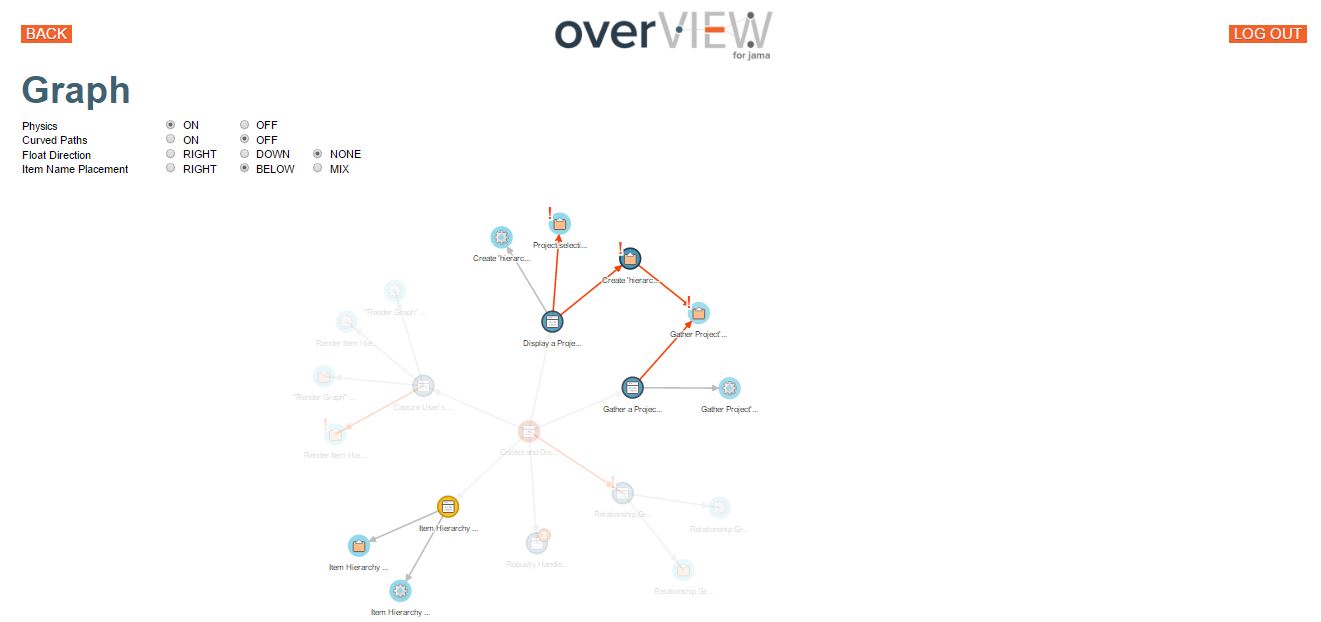 BACK
overVIEW
for jama
LOG OUT
Graph
Physics ON OFF
Curved Paths ON OFF
Float Direction RIGHT DOWN NONE
Item Name Placement RIGHT BELOW MIX
!
Project selecti...
Create 'hierarc...
!
Create 'hierarc...
"Render Graph" ...
!
Gather Project'...
Render Item Hie...
Display a Proje...
"Render Graph" ...
Capture User's ...
Gather a Projec...
Gather Project'...
!
Render Item Hie...
Collect and Dis...
!
Relationship Gr...
Item Hierarchy ...
Relationship Gr...
Item Hierarchy ...
Robustly Handle...
Relationship Gr...
Item Hierarchy ...